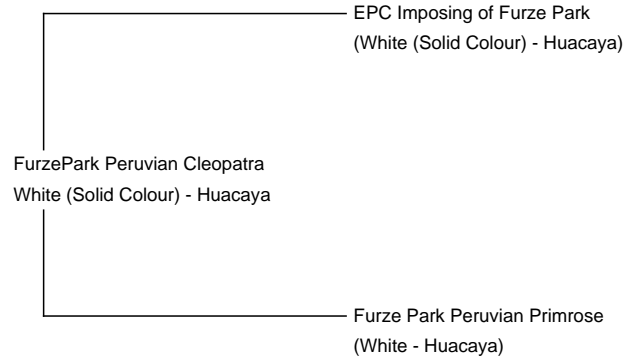 EPC Imposing of Furze Park
(White (Solid Colour) - Huacaya)
FurzePark Peruvian Cleopatra
White (Solid Colour) - Huacaya
Furze Park Peruvian Primrose
(White - Huacaya)